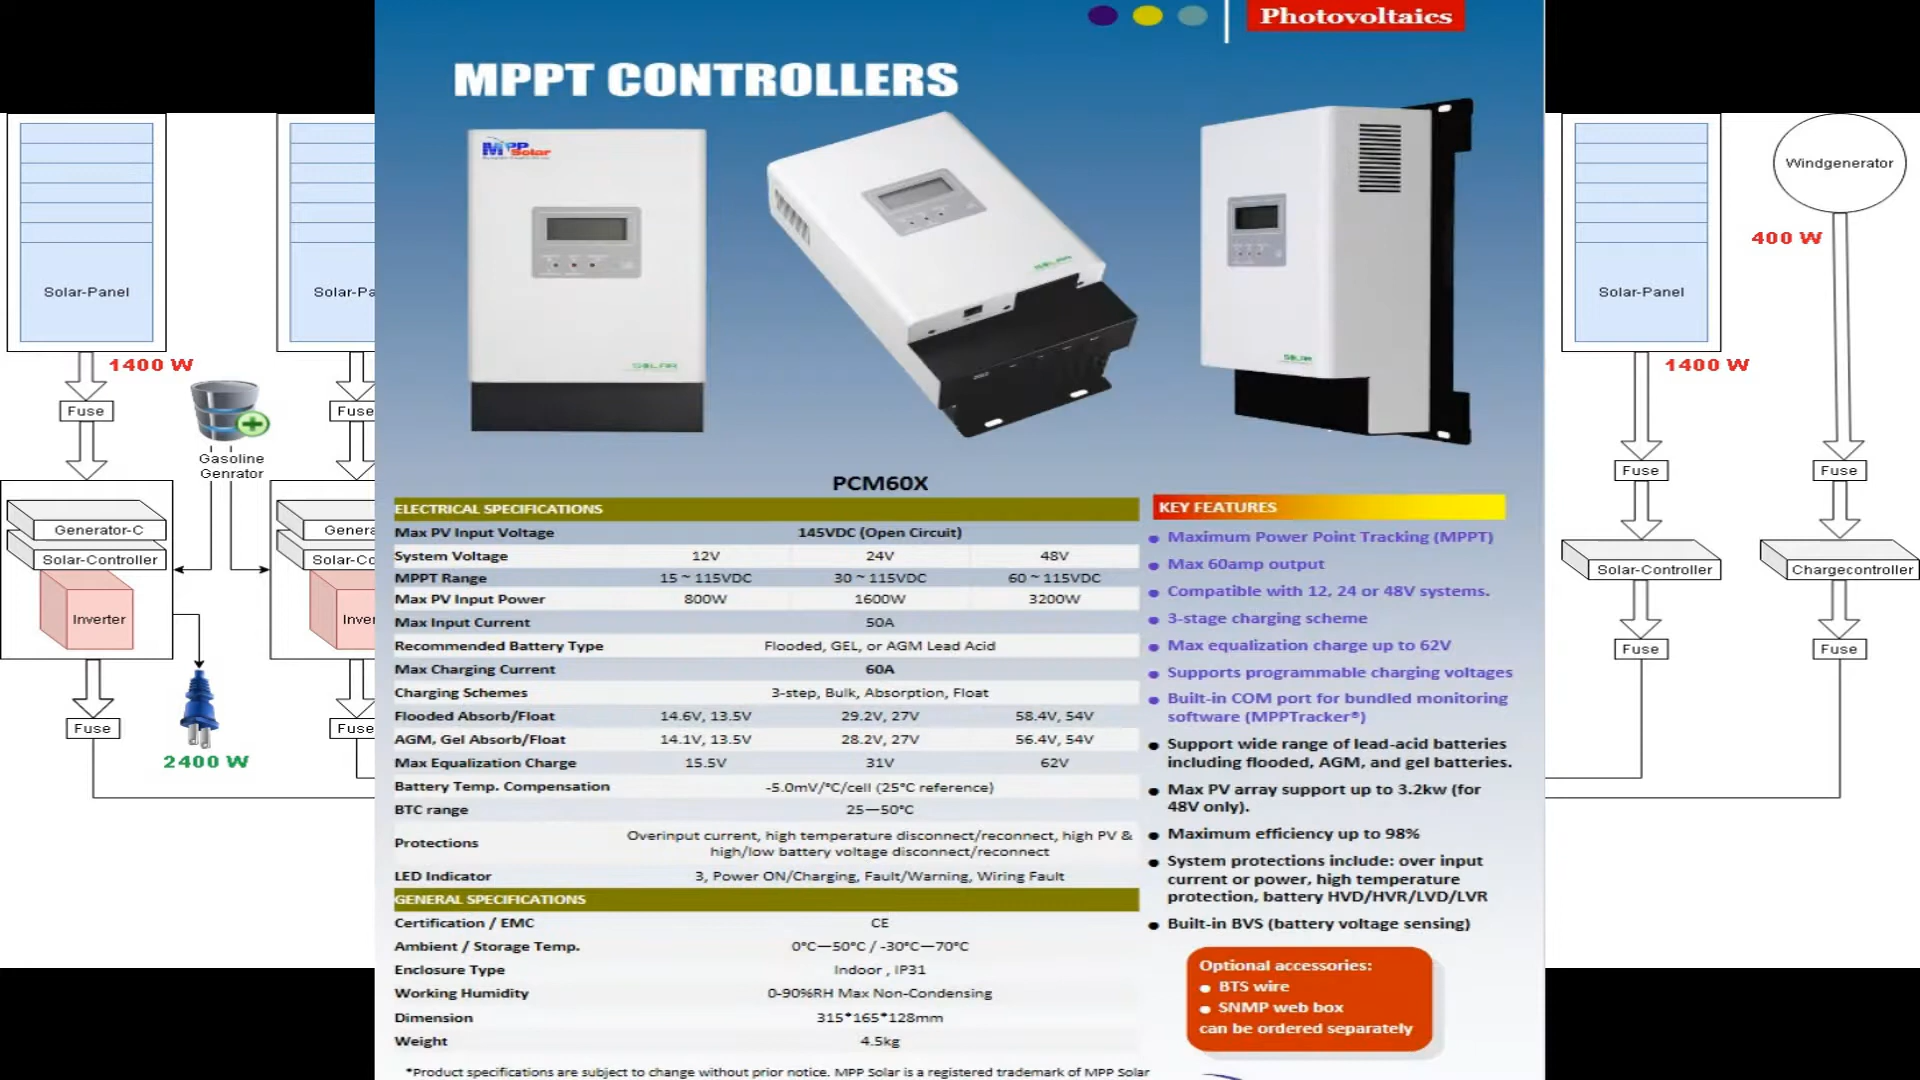 Photovoltaics
MPPT CONTROLLERS
MPP Solar
SOLAR
SOLAR
SOLAR
Solar-Panel
1400 W
Fuse
Gasoline
Genrator
Generator-C
Solar-Controller
Inverter
Fuse
2400 W
Solar-Pa
Fuse
Genera
Solar-Co
Inver
Fuse
PCM60X
ELECTRICAL SPECIFICATIONS
Max PV Input Voltage 145VDC (Open Circuit)
System Voltage 12V 24V 48V
MPPT Range 15 ~ 115VDC 30 ~ 115VDC 60 ~ 115VDC
Max PV Input Power 800W 1600W 3200W
Max Input Current 50A
Recommended Battery Type Flooded, GEL, or AGM Lead Acid
Max Charging Current 60A
Charging Schemes 3-step, Bulk, Absorption, Float
Flooded Absorb/Float 14.6V, 13.5V 29.2V, 27V 58.4V, 54V
AGM, Gel Absorb/Float 14.1V, 13.5V 28.2V, 27V 56.4V, 54V
Max Equalization Charge 15.5V 31V 62V
Battery Temp. Compensation -5.0mV/°C/cell (25°C reference)
BTC range 25—50°C
Protections Overinput current, high temperature disconnect/reconnect, high PV &
high/low battery voltage disconnect/reconnect
LED Indicator 3, Power ON/Charging, Fault/Warning, Wiring Fault
GENERAL SPECIFICATIONS
Certification / EMC CE
Ambient / Storage Temp. 0°C—50°C / -30°C—70°C
Enclosure Type Indoor , IP31
Working Humidity 0-90%RH Max Non-Condensing
Dimension 315*165*128mm
Weight 4.5kg
*Product specifications are subject to change without prior notice. MPP Solar is a registered trademark of MPP Solar
KEY FEATURES
● Maximum Power Point Tracking (MPPT)
● Max 60amp output
● Compatible with 12, 24 or 48V systems.
● 3-stage charging scheme
● Max equalization charge up to 62V
● Supports programmable charging voltages
● Built-in COM port for bundled monitoring
software (MPPTracker®)
● Support wide range of lead-acid batteries
including flooded, AGM, and gel batteries.
● Max PV array support up to 3.2kw (for
48V only).
● Maximum efficiency up to 98%
● System protections include: over input
current or power, high temperature
protection, battery HVD/HVR/LVD/LVR
● Built-in BVS (battery voltage sensing)
Optional accessories:
● BTS wire
● SNMP web box
can be ordered separately
Solar-Panel
1400 W
Fuse
Solar-Controller
Fuse
Windgenerator
400 W
Fuse
Chargecontroller
Fuse